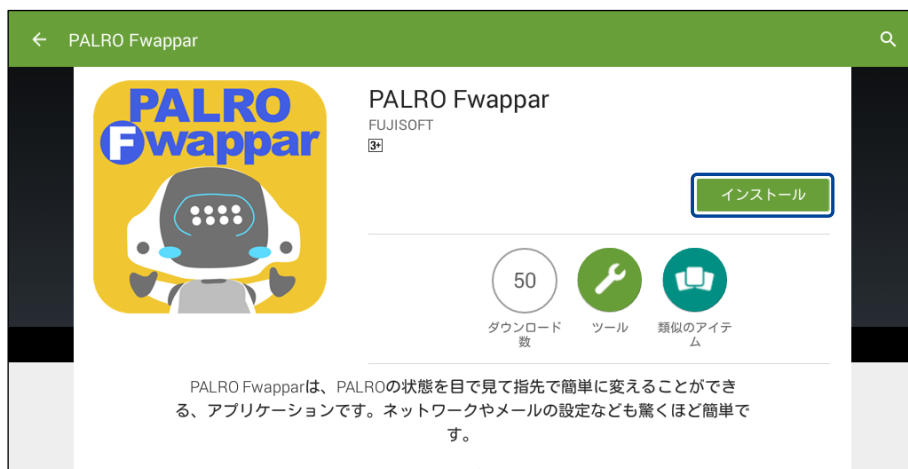 PALRO Fwappar
PALRO
Fwappar
PALRO Fwappar
FUJISOFT
3+
インストール
50
ダウンロード
数
ツール
類似のアイテ
ム
PALRO Fwapparは、PALROの状態を目で見て指先で簡単に変えることができ
る、アプリケーションです。ネットワークやメールの設定なども驚くほど簡単で
す。